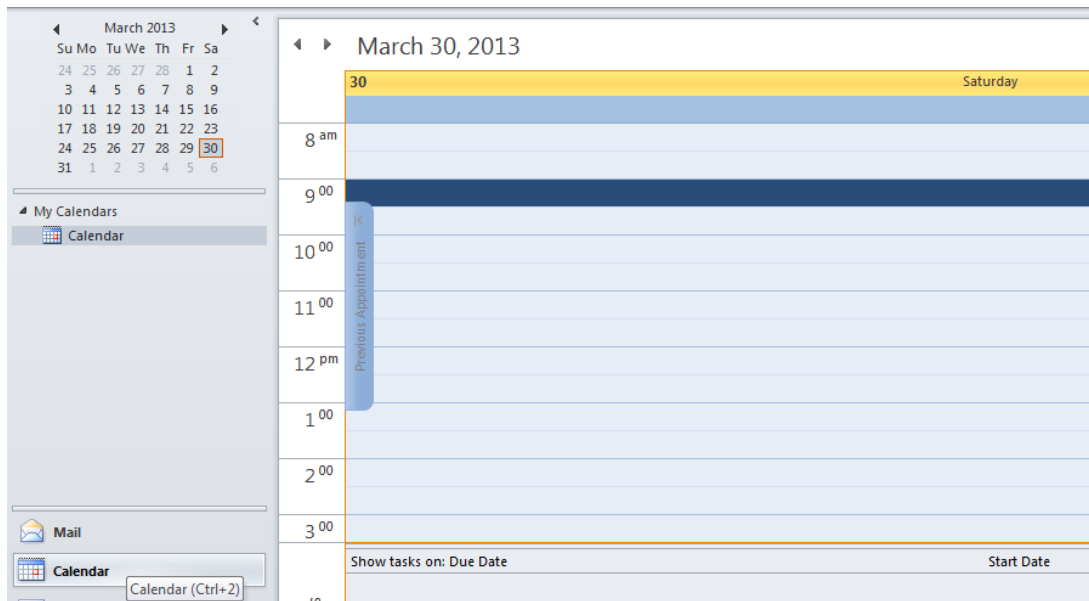 March 2013
Su Mo Tu We Th Fr Sa
24 25 26 27 28 1 2
3 4 5 6 7 8 9
10 11 12 13 14 15 16
17 18 19 20 21 22 23
24 25 26 27 28 29 30
31 1 2 3 4 5 6
My Calendars
Calendar
Mail
Calendar
Calendar (Ctrl+2)
March 30, 2013
30 Saturday
8 am
9 00
10 00
11 00
12 pm
1 00
2 00
3 00
Previous Appointment
Show tasks on: Due Date Start Date